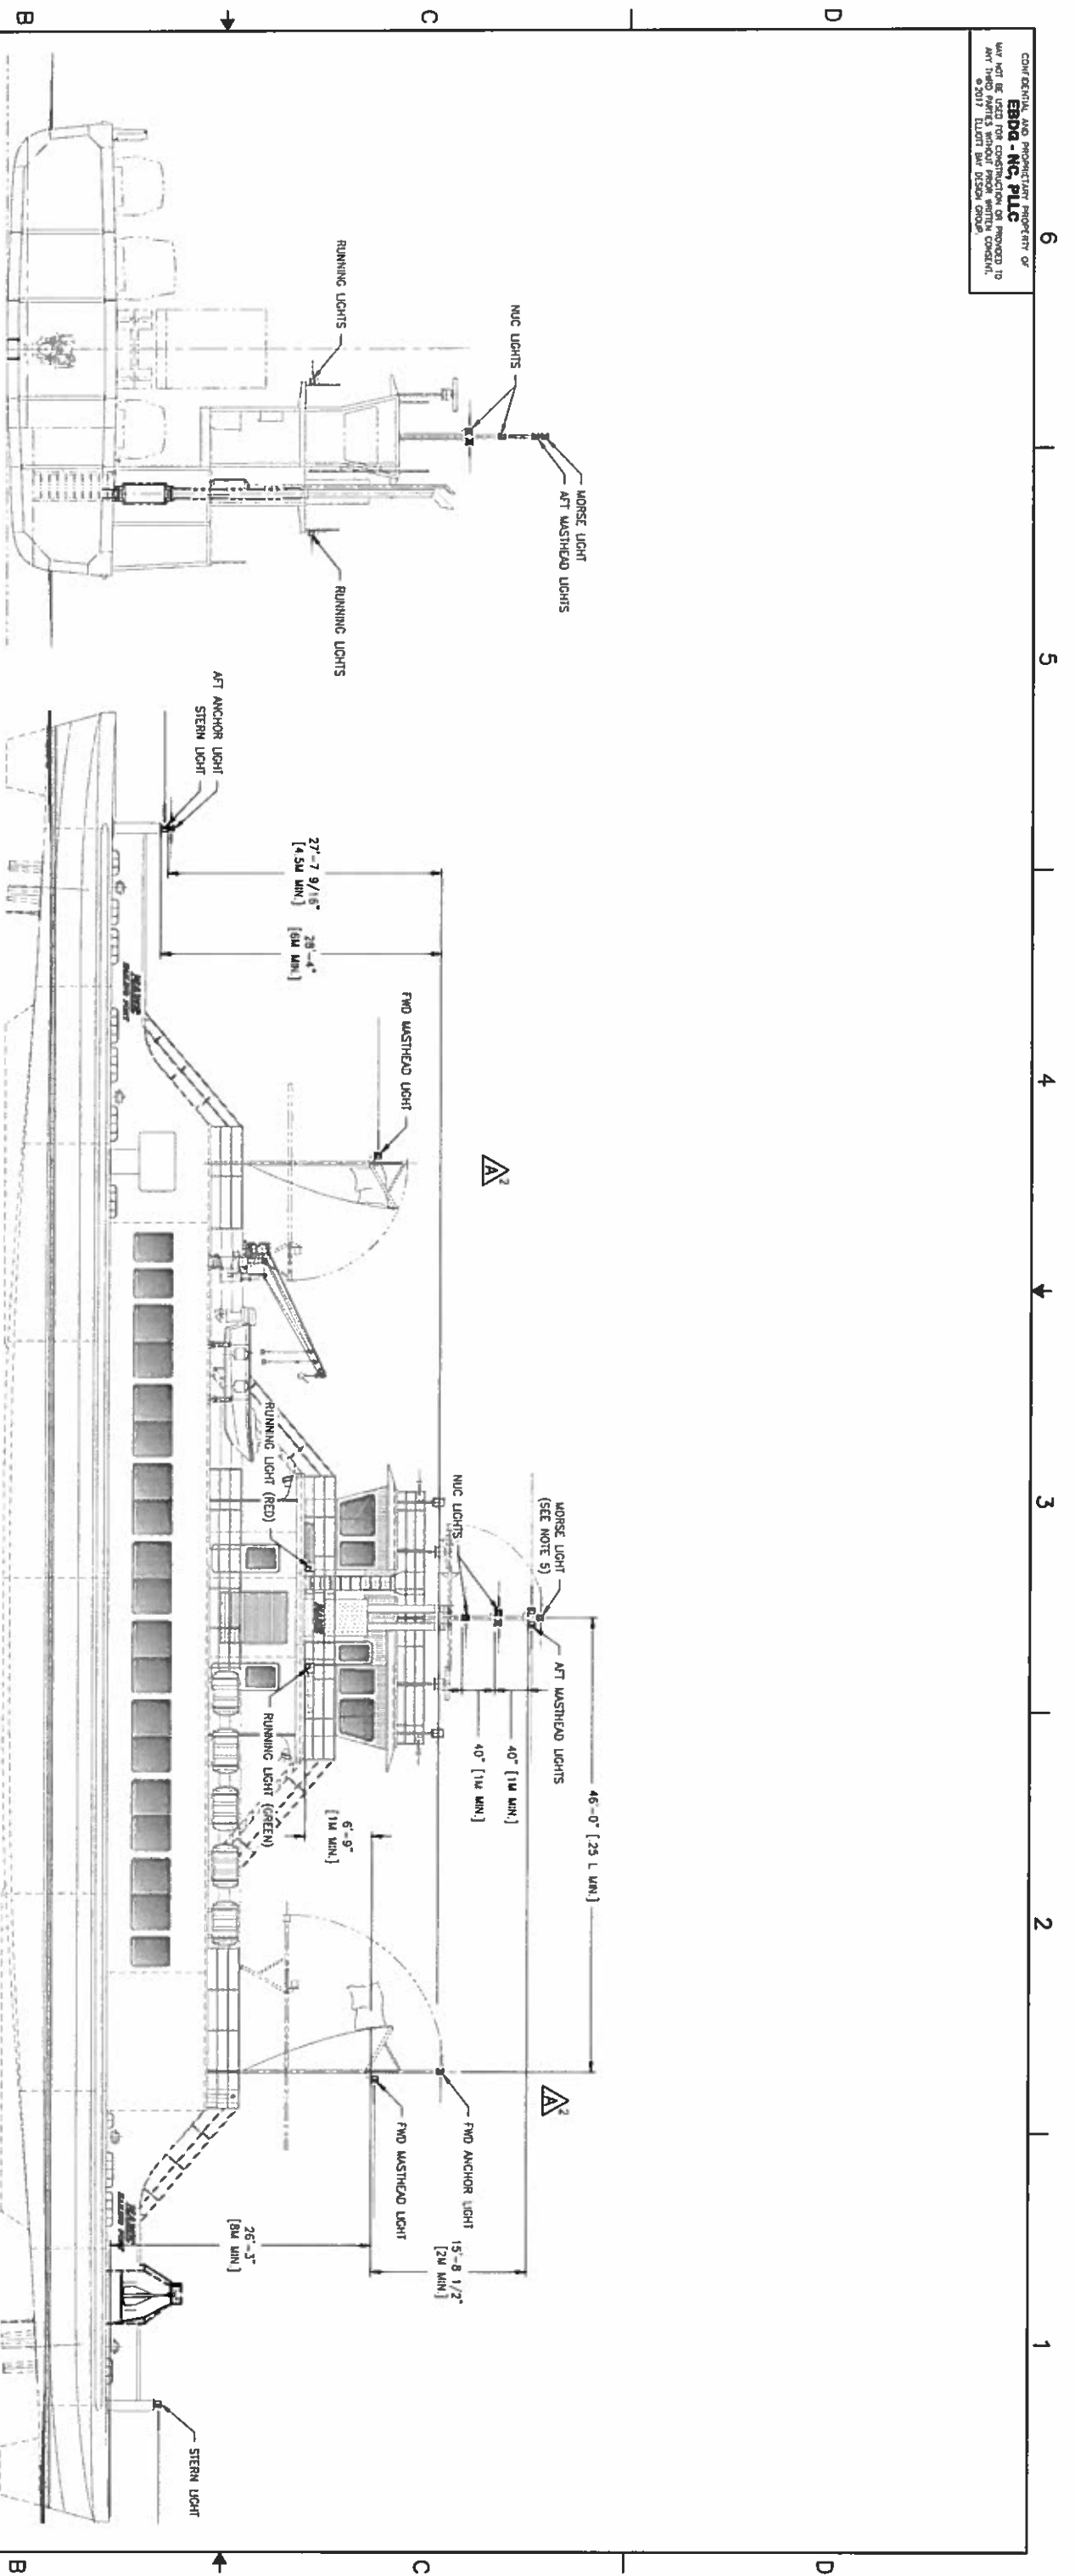 CONFIDENTIAL AND PROPRIETARY PROPERTY OF
EBDG - NC, PLLC
MAY NOT BE USED FOR CONSTRUCTION OR PROVIDED TO
ANY THIRD PARTIES WITHOUT PRIOR WRITTEN CONSENT.
© 2017 ELLIOTT BAY DESIGN GROUP.
6
5
4
3
2
1
D
C
B
D
C
B
NUC LIGHTS
MORSE LIGHT
AFT MASTHEAD LIGHTS
RUNNING LIGHTS
RUNNING LIGHTS
AFT ANCHOR LIGHT
STERN LIGHT
27'-7 9/16"
[4.5M MIN.]
28'-4"
[6M MIN.]
FWD MASTHEAD LIGHT
A 2
MORSE LIGHT
(SEE NOTE 5)
NUC LIGHTS
AFT MASTHEAD LIGHTS
46'-0" [.25 L MIN.]
40" [1M MIN.]
40" [1M MIN.]
RUNNING LIGHT (RED)
RUNNING LIGHT (GREEN)
6'-9"
[1M MIN.]
A 2
FWD ANCHOR LIGHT
FWD MASTHEAD LIGHT
15'-8 1/2"
[2M MIN.]
26'-3"
[8M MIN.]
STERN LIGHT